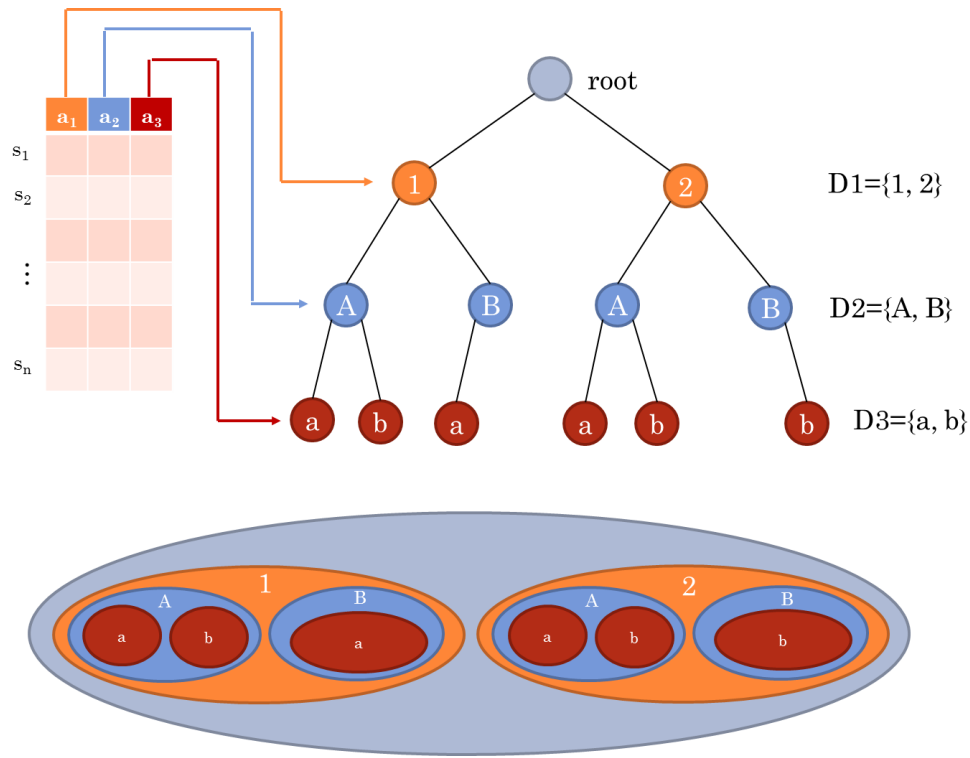 root
a₁ a₂ a₃
s₁
1 2 D1={1, 2}
s₂
⋮
A B A B D2={A, B}
sₙ
a b a a b b D3={a, b}
1 2
A B A B
a b a a b b